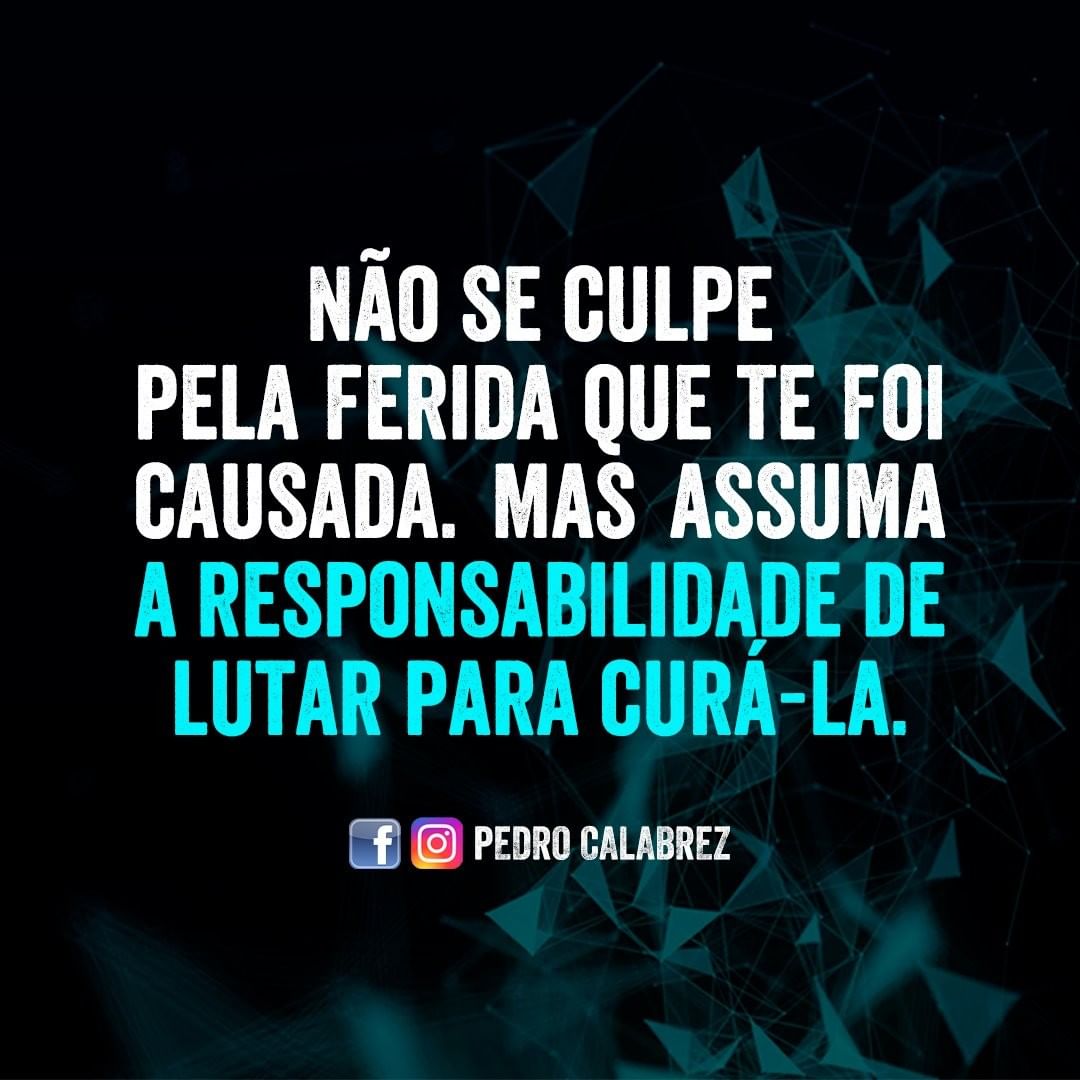 NÃO SE CULPE
PELA FERIDA QUE TE FOI
CAUSADA. MAS ASSUMA
A RESPONSABILIDADE DE
LUTAR PARA CURÁ-LA.
f PEDRO CALABREZ